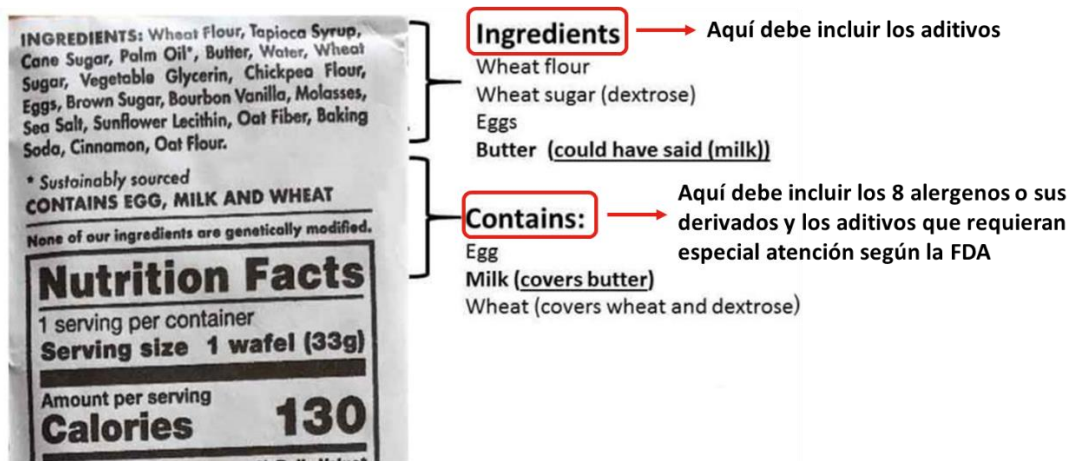 INGREDIENTS: Wheat Flour, Tapioca Syrup,
Cane Sugar, Palm Oil*, Butter, Water, Wheat
Sugar, Vegetable Glycerin, Chickpea Flour,
Eggs, Brown Sugar, Bourbon Vanilla, Molasses,
Sea Salt, Sunflower Lecithin, Oat Fiber, Baking
Soda, Cinnamon, Oat Flour.
* Sustainably sourced
CONTAINS EGG, MILK AND WHEAT
None of our ingredients are genetically modified.
Nutrition Facts
1 serving per container
Serving size 1 wafel (33g)
Amount per serving
Calories 130
Ingredients
Wheat flour
Wheat sugar (dextrose)
Eggs
Butter (could have said (milk))
Contains:
Egg
Milk (covers butter)
Wheat (covers wheat and dextrose)
Aquí debe incluir los aditivos
Aquí debe incluir los 8 alergenos o sus
derivados y los aditivos que requieran
especial atención según la FDA